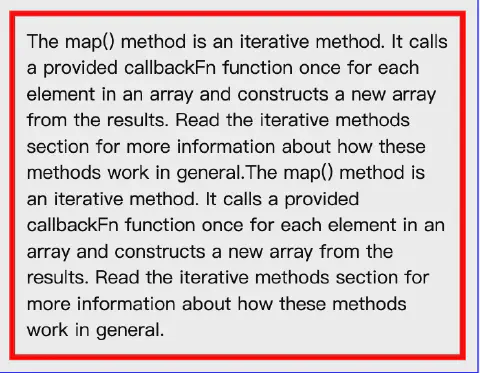 The map() method is an iterative method. It calls
a provided callbackFn function once for each
element in an array and constructs a new array
from the results. Read the iterative methods
section for more information about how these
methods work in general.The map() method is
an iterative method. It calls a provided
callbackFn function once for each element in an
array and constructs a new array from the
results. Read the iterative methods section for
more information about how these methods
work in general.